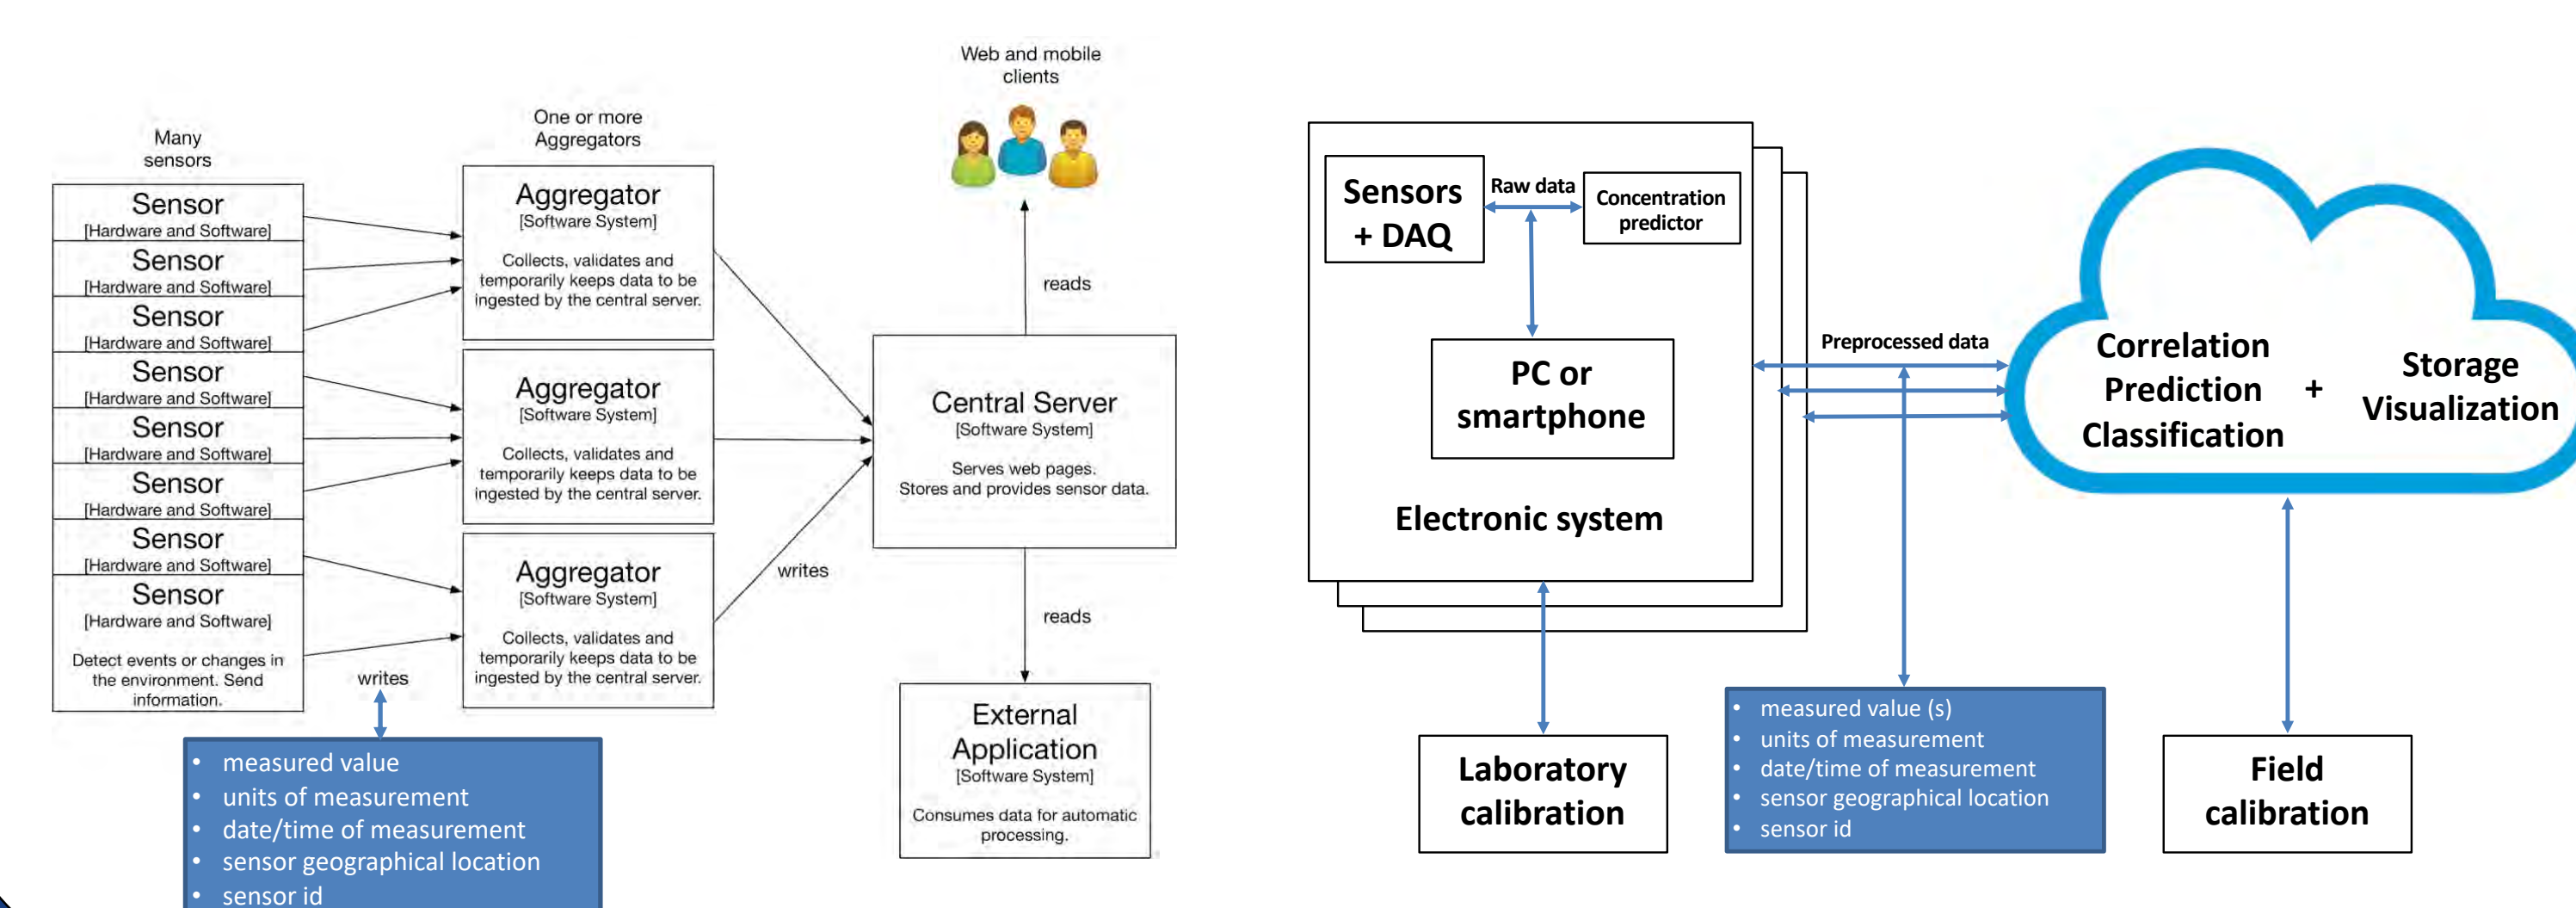 Many
sensors
Sensor
[Hardware and Software]
Sensor
[Hardware and Software]
Sensor
[Hardware and Software]
Sensor
[Hardware and Software]
Sensor
[Hardware and Software]
Sensor
[Hardware and Software]
Sensor
[Hardware and Software]
Sensor
[Hardware and Software]
Detect events or changes in
the environment. Send
information.
writes
• measured value
• units of measurement
• date/time of measurement
• sensor geographical location
• sensor id
One or more
Aggregators
Aggregator
[Software System]
Collects, validates and
temporarily keeps data to be
ingested by the central server.
Aggregator
[Software System]
Collects, validates and
temporarily keeps data to be
ingested by the central server.
Aggregator
[Software System]
Collects, validates and
temporarily keeps data to be
ingested by the central server.
writes
Web and mobile
clients
reads
Central Server
[Software System]
Serves web pages.
Stores and provides sensor data.
reads
External
Application
[Software System]
Consumes data for automatic
processing.
Sensors
+ DAQ
Raw data
Concentration
predictor
PC or
smartphone
Electronic system
Laboratory
calibration
Preprocessed data
• measured value (s)
• units of measurement
• date/time of measurement
• sensor geographical location
• sensor id
Correlation
Prediction
Classification
+
Storage
Visualization
Field
calibration